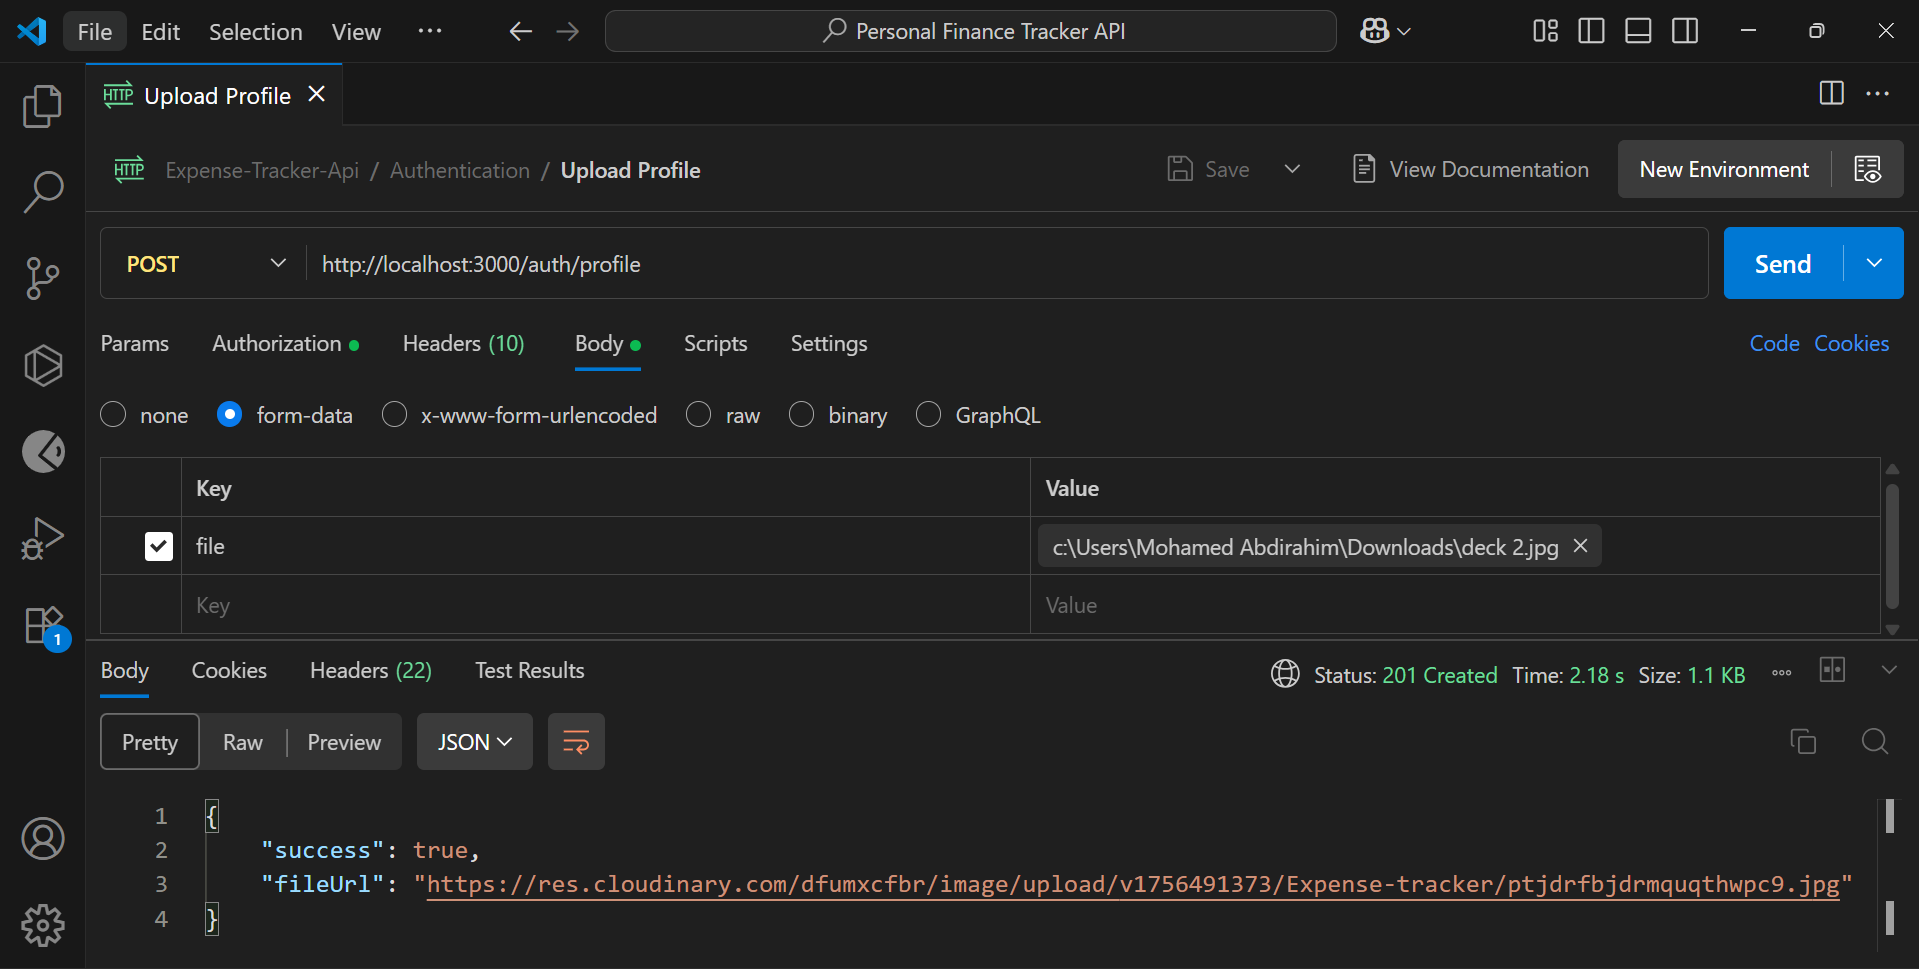 File Edit Selection View ··· Personal Finance Tracker API
HTTP Upload Profile
HTTP Expense-Tracker-Api / Authentication / Upload Profile Save View Documentation New Environment
POST http://localhost:3000/auth/profile Send
Params Authorization Headers (10) Body Scripts Settings Code Cookies
none form-data x-www-form-urlencoded raw binary GraphQL
Key Value
file c:\Users\Mohamed Abdirahim\Downloads\deck 2.jpg
Key Value
1
Body Cookies Headers (22) Test Results Status: 201 Created Time: 2.18 s Size: 1.1 KB
Pretty Raw Preview JSON
1 {
2 "success": true,
3 "fileUrl": "https://res.cloudinary.com/dfumxcfbr/image/upload/v1756491373/Expense-tracker/ptjdrfbjdrmquqthwpc9.jpg"
4 }